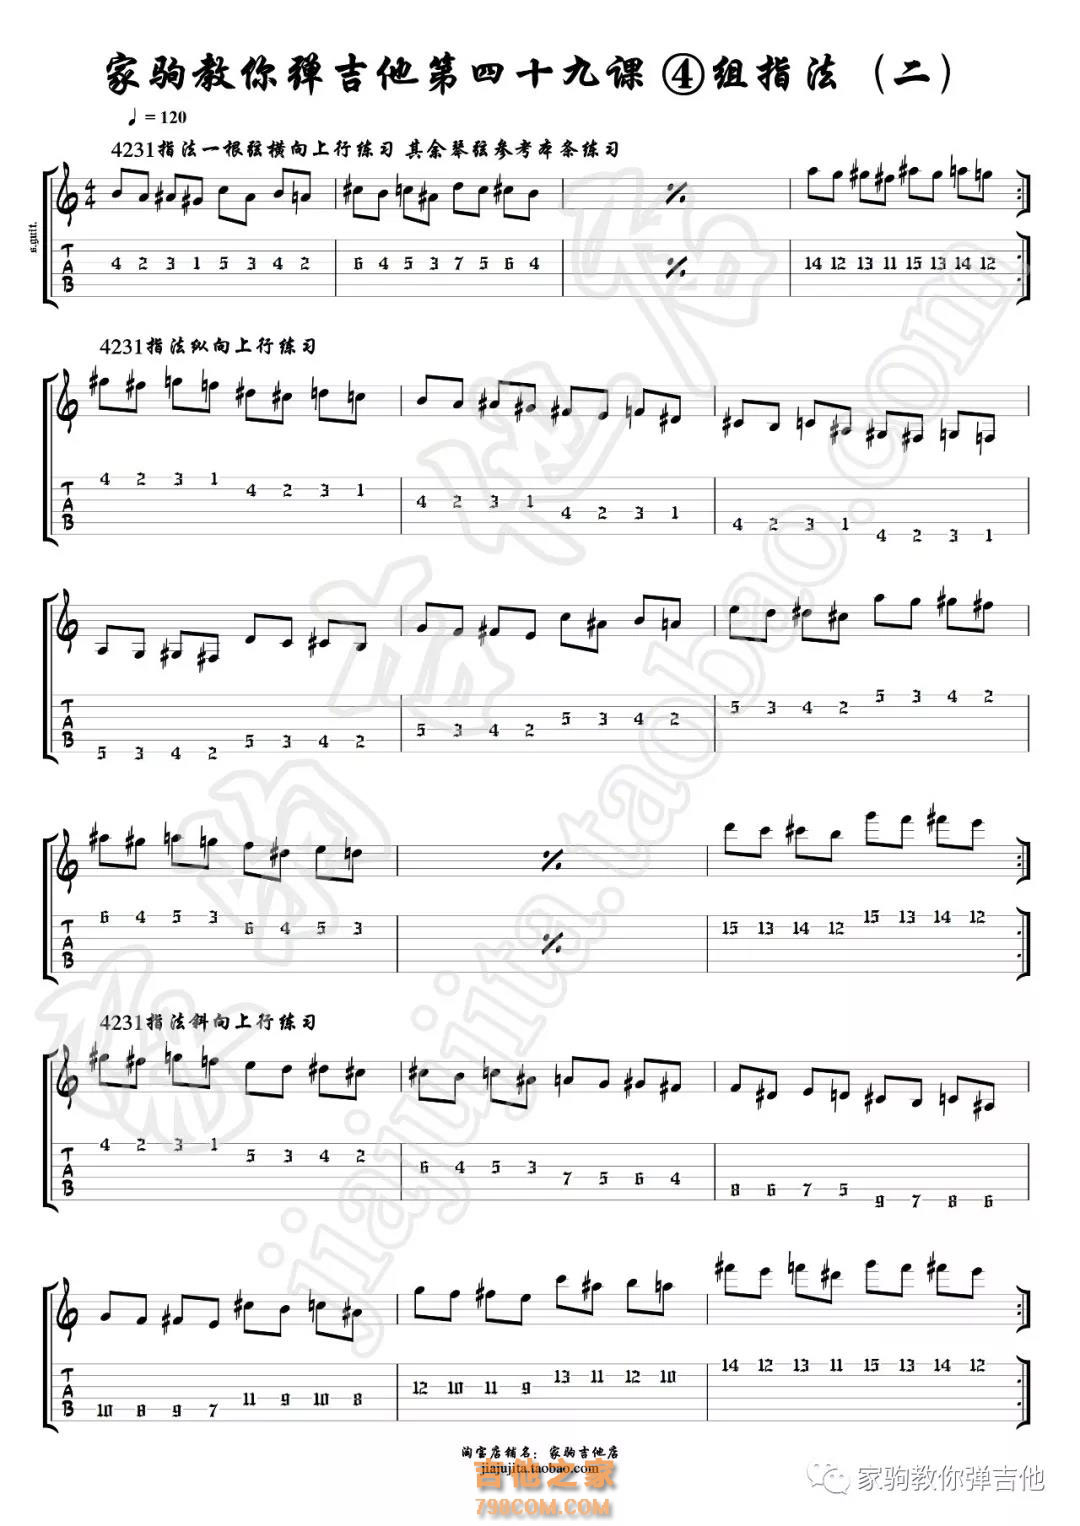 家驹教你弹吉他第四十九课 ④组指法（二）
♩ = 120
4231指法一根弦横向上行练习 其余琴弦参考本条练习
s.guit.
4 4
T A B
4 2 3 1 5 3 4 2 6 4 5 3 7 5 6 4 14 12 13 11 15 13 14 12
4231指法纵向上行练习
T A B
4 2 3 1 4 2 3 1 4 2 3 1 4 2 3 1 4 2 3 1 4 2 3 1
T A B
5 3 4 2 5 3 4 2 5 3 4 2 5 3 4 2 5 3 4 2 5 3 4 2
T A B
6 4 5 3 6 4 5 3 15 13 14 12 15 13 14 12
4231指法斜向上行练习
T A B
4 2 3 1 5 3 4 2 6 4 5 3 7 5 6 4 8 6 7 5 9 7 8 6
T A B
10 8 9 7 11 9 10 8 12 10 11 9 13 11 12 10 14 12 13 11 15 13 14 12
淘宝店铺名：家驹吉他店
jiajujita.taobao.com
吉他之家
798COM.COM
家驹教你弹吉他
家驹吉他店
jiajujita.taobao.com